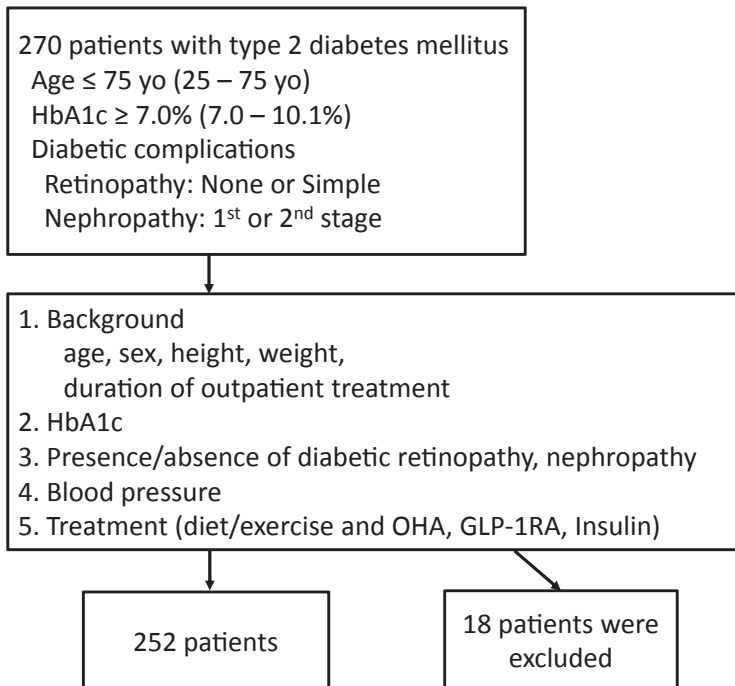 270 patients with type 2 diabetes mellitus
Age ≤ 75 yo (25 – 75 yo)
HbA1c ≥ 7.0% (7.0 – 10.1%)
Diabetic complications
Retinopathy: None or Simple
Nephropathy: 1st or 2nd stage
1. Background
age, sex, height, weight,
duration of outpatient treatment
2. HbA1c
3. Presence/absence of diabetic retinopathy, nephropathy
4. Blood pressure
5. Treatment (diet/exercise and OHA, GLP-1RA, Insulin)
252 patients
18 patients were
excluded